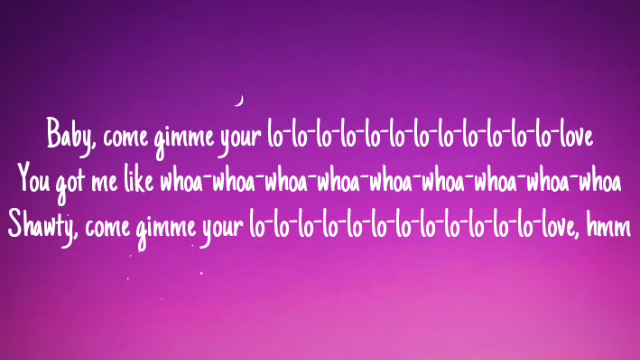 Baby, come gimme your lo-lo-lo-lo-lo-lo-lo-lo-lo-lo-lo-lo-love
You got me like whoa-whoa-whoa-whoa-whoa-whoa-whoa-whoa-whoa
Shawty, come gimme your lo-lo-lo-lo-lo-lo-lo-lo-lo-lo-lo-lo-love, hmm